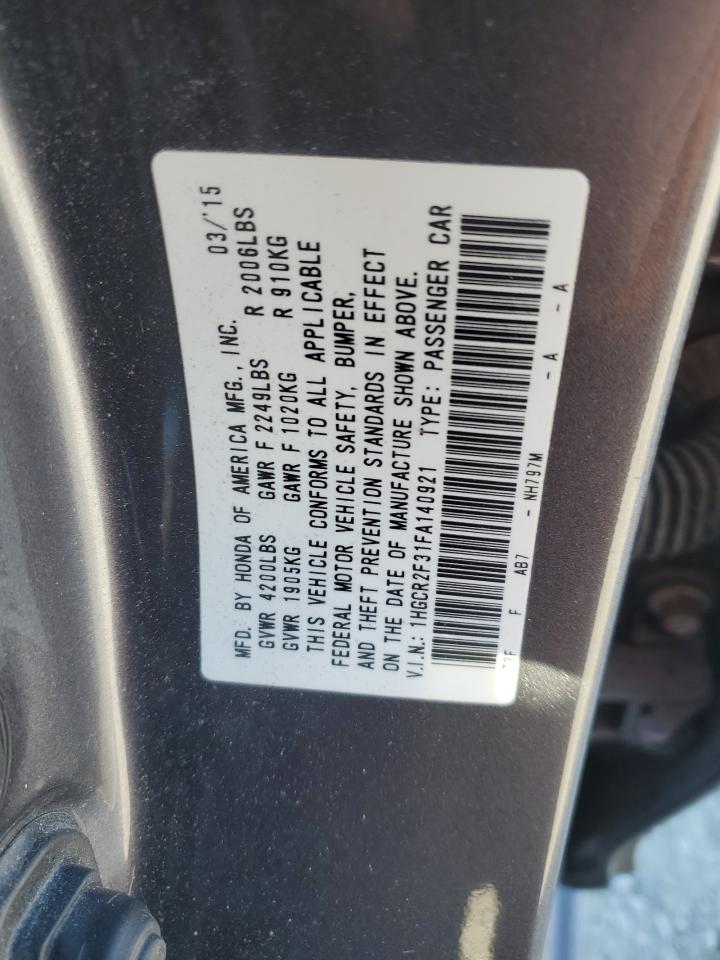 MFD. BY HONDA OF AMERICA MFG., INC. 03/'15
GVWR 4200LBS GAWR F 2249LBS R 2006LBS
GVWR 1905KG GAWR F 1020KG R 910KG
THIS VEHICLE CONFORMS TO ALL APPLICABLE
FEDERAL MOTOR VEHICLE SAFETY, BUMPER,
AND THEFT PREVENTION STANDARDS IN EFFECT
ON THE DATE OF MANUFACTURE SHOWN ABOVE.
V.I.N.: 1HGCR2F31FA140921 TYPE: PASSENGER CAR
F AB7 - NH797M - A - A